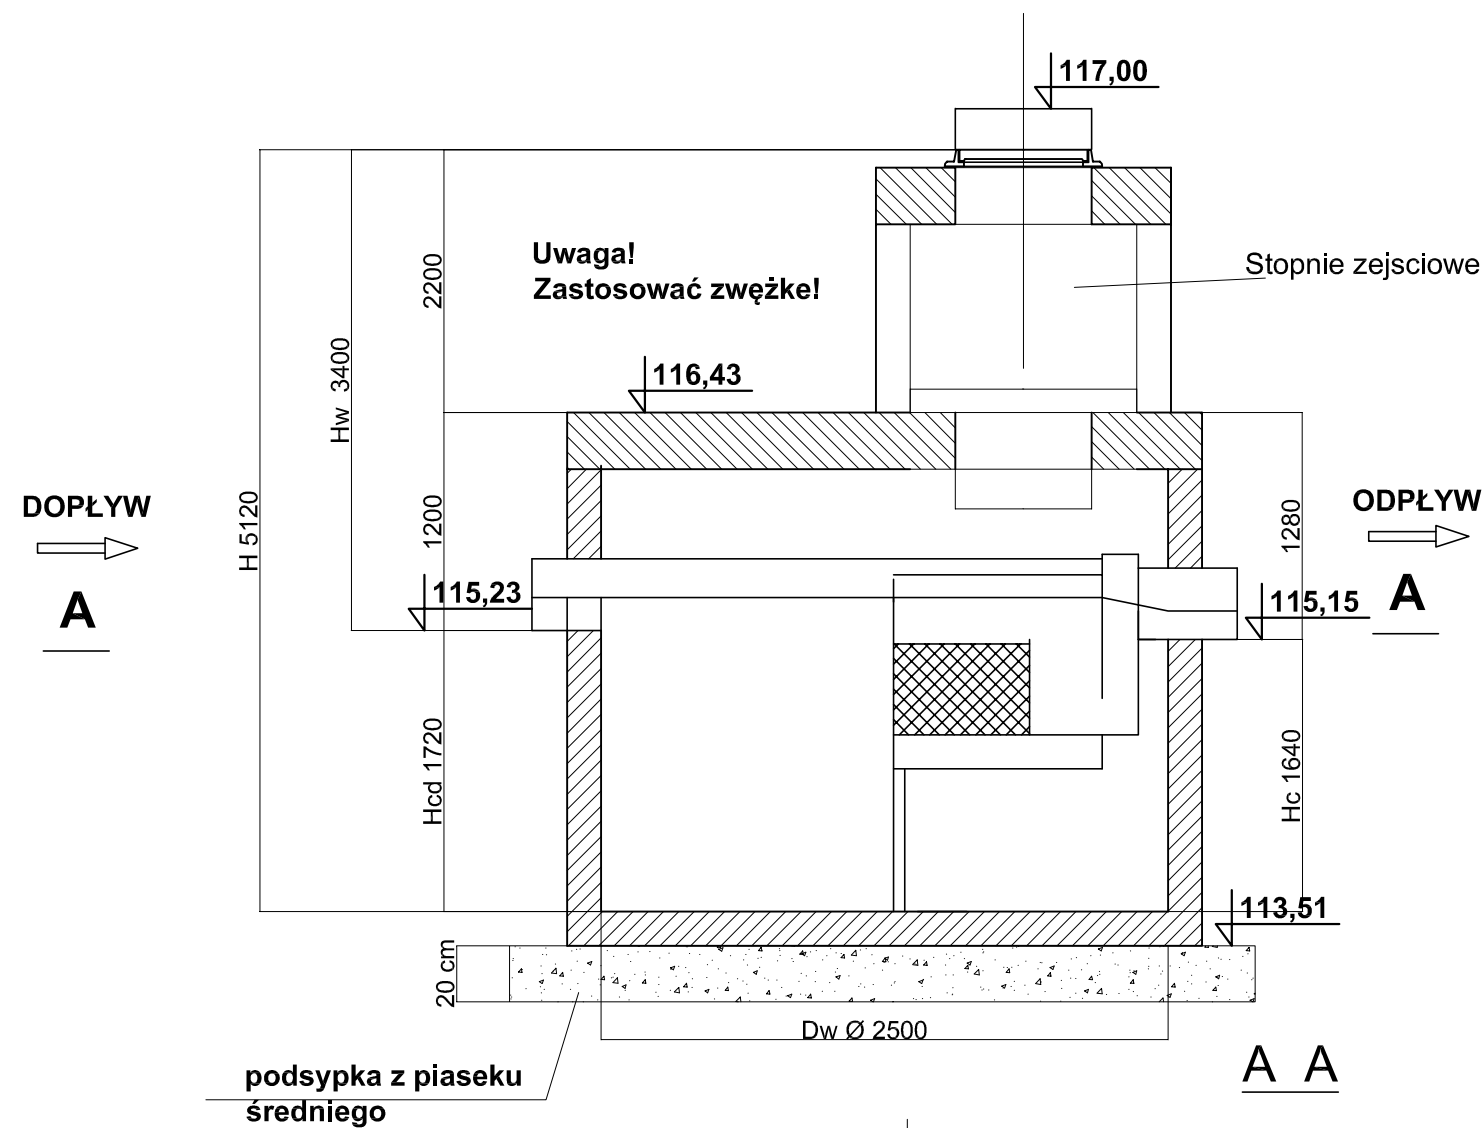 117,00
Uwaga!
Zastosować zwężke!
Stopnie zejsciowe
2200
Hw 3400
116,43
H 5120
1200
1280
DOPŁYW
ODPŁYW
A
A
115,23
115,15
Hcd 1720
Hc 1640
113,51
20 cm
Dw Ø 2500
podsypka z piaseku
średniego
A A